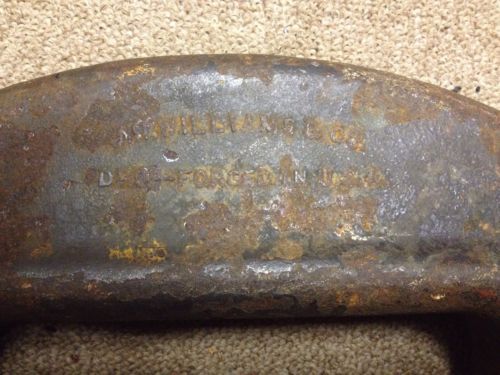 J.H. WILLIAMS & CO.
DROP-FORGED IN U.S.A.